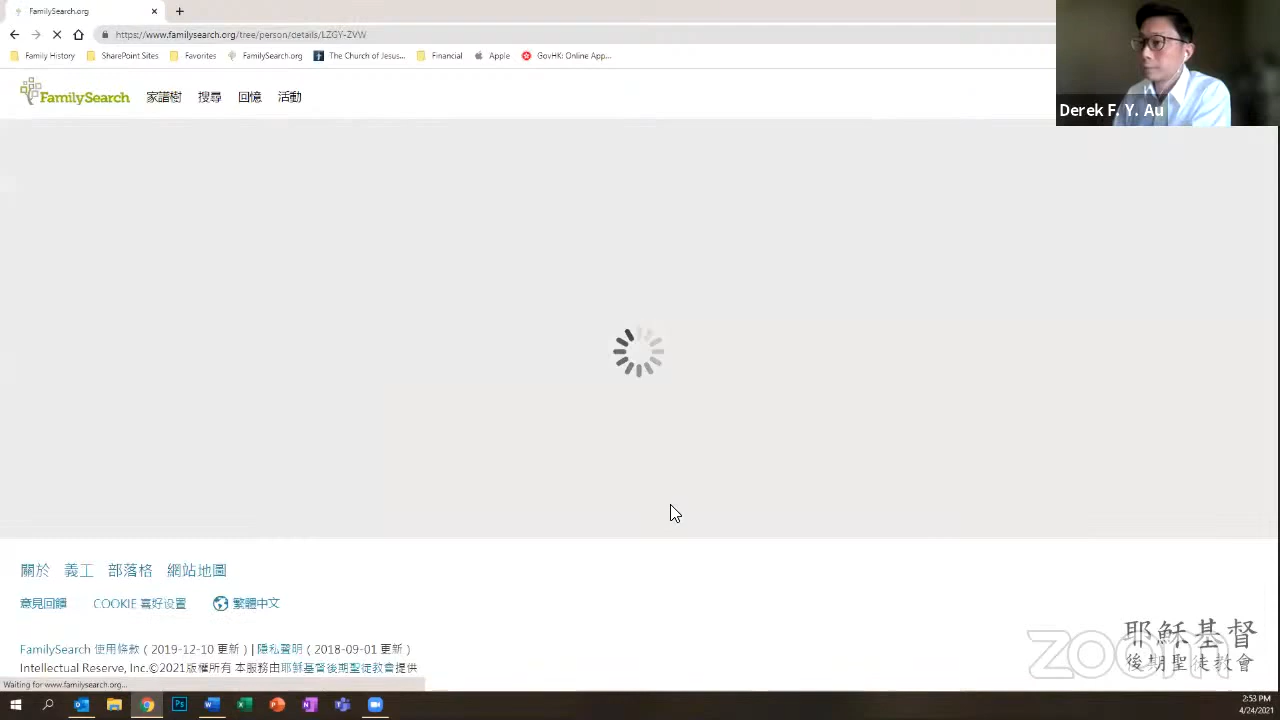 FamilySearch.org
https://www.familysearch.org/tree/person/details/LZGY-ZVW
Family History SharePoint Sites Favorites FamilySearch.org The Church of Jesus... Financial Apple GovHK: Online App...
FamilySearch 家譜樹 搜尋 回憶 活動
Derek F. Y. Au
關於 義工 部落格 網站地圖
意見回饋 COOKIE 喜好設置 繁體中文
FamilySearch 使用條款 ( 2019-12-10 更新 ) | 隱私聲明 ( 2018-09-01 更新 )
Intellectual Reserve, Inc.©2021版權所有 本服務由耶穌基督後期聖徒教會提供
耶穌基督
後期聖徒教會
zoom
Waiting for www.familysearch.org...
2:53 PM
4/24/2021